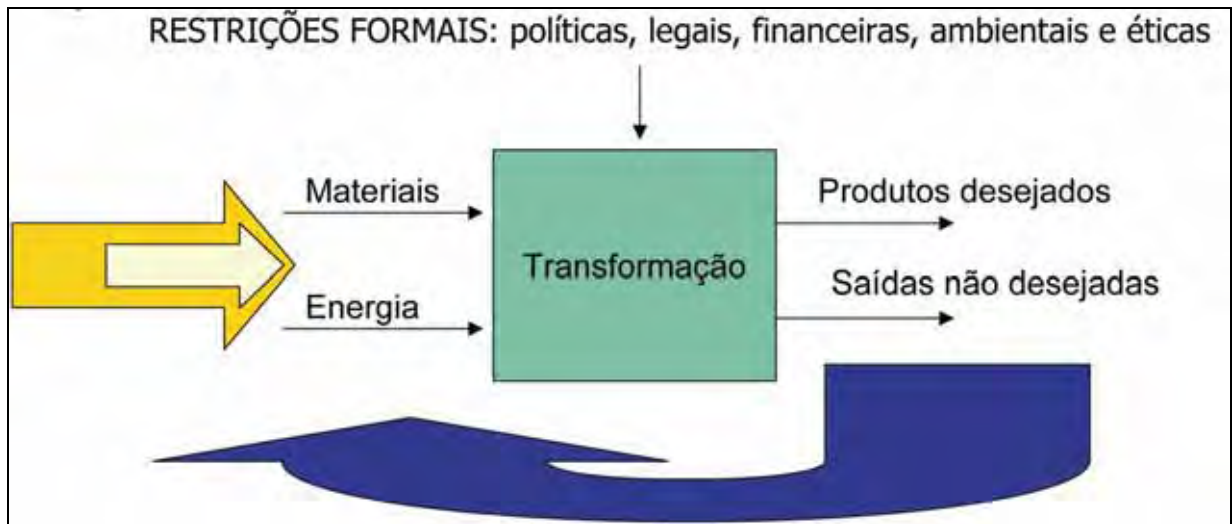 RESTRIÇÕES FORMAIS: políticas, legais, financeiras, ambientais e éticas
Materiais
Produtos desejados
Transformação
Energia
Saídas não desejadas